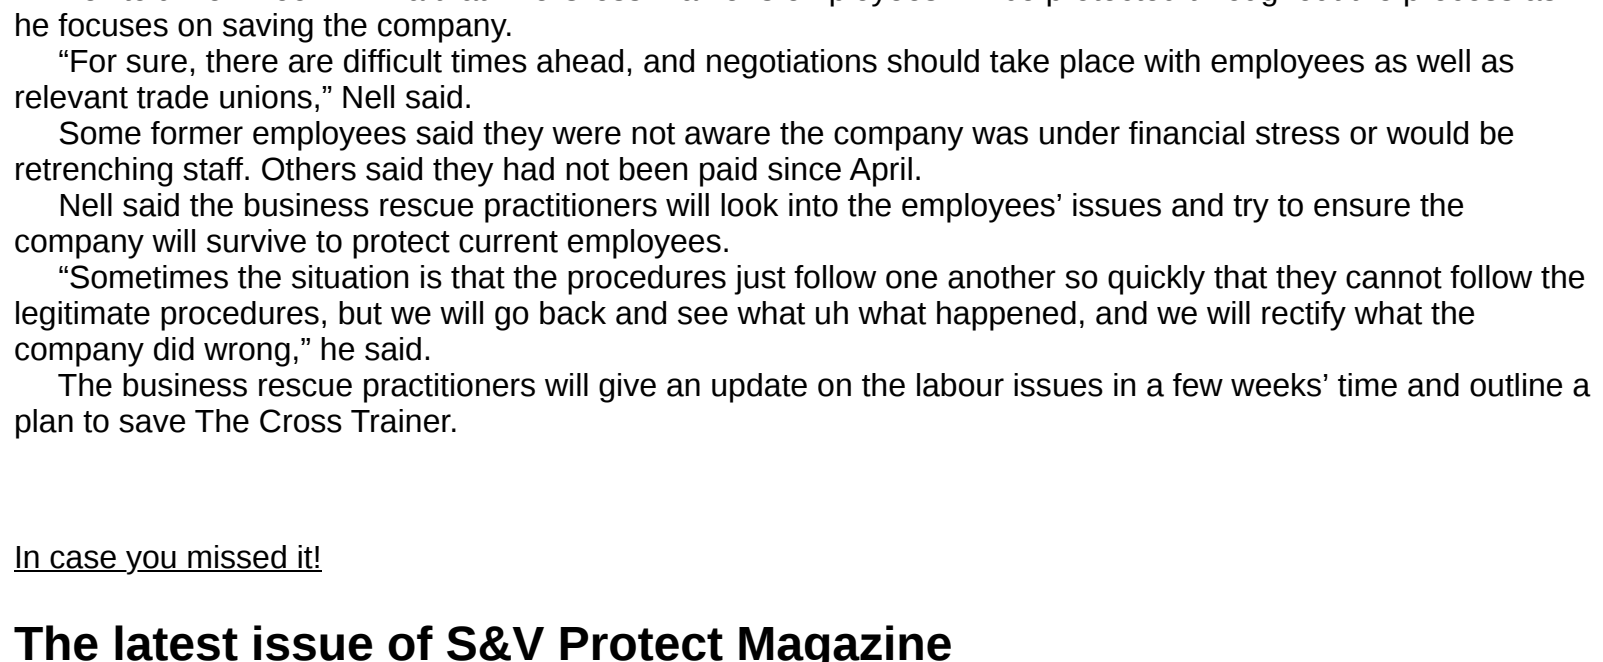 he focuses on saving the company.
“For sure, there are difficult times ahead, and negotiations should take place with employees as well as
relevant trade unions,” Nell said.
Some former employees said they were not aware the company was under financial stress or would be
retrenching staff. Others said they had not been paid since April.
Nell said the business rescue practitioners will look into the employees’ issues and try to ensure the
company will survive to protect current employees.
“Sometimes the situation is that the procedures just follow one another so quickly that they cannot follow the
legitimate procedures, but we will go back and see what uh what happened, and we will rectify what the
company did wrong,” he said.
The business rescue practitioners will give an update on the labour issues in a few weeks’ time and outline a
plan to save The Cross Trainer.
In case you missed it!
The latest issue of S&V Protect Magazine